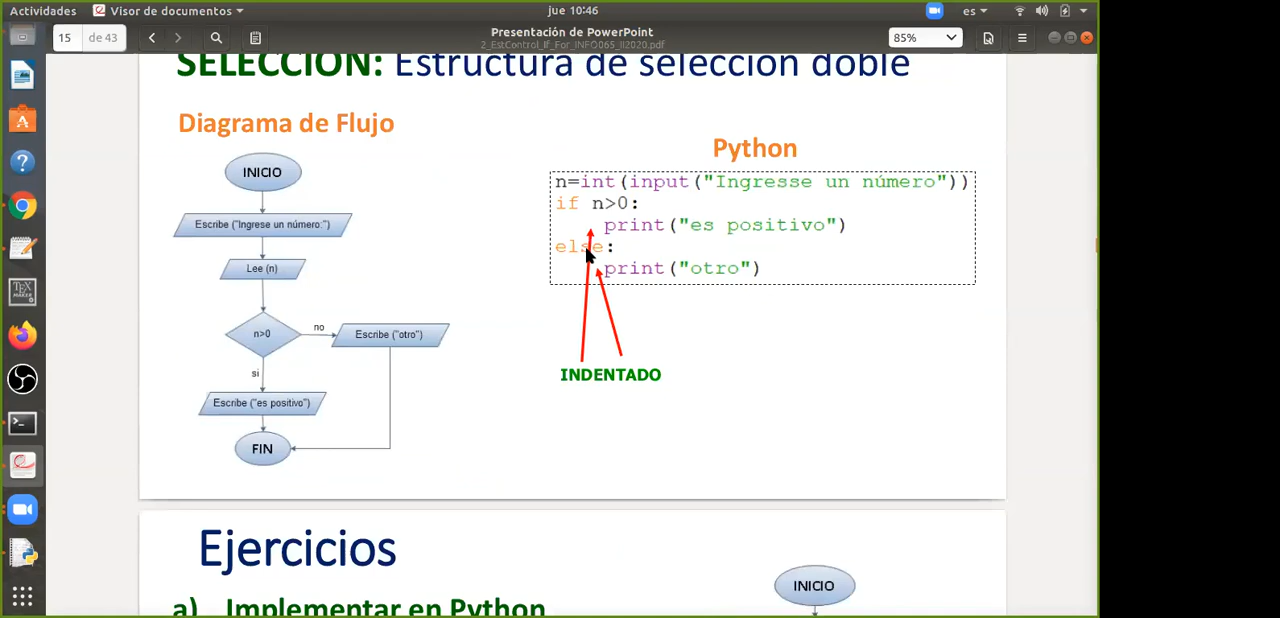 Actividades
Visor de documentos
jue 10:46
es
15
de 43
Presentación de PowerPoint
2_EstControl_If_For_INFO065_II2020.pdf
85%
SELECCIÓN: Estructura de selección doble
Diagrama de Flujo
Python
INICIO
Escribe ("Ingrese un número:")
Lee (n)
n>0
no
Escribe ("otro")
si
Escribe ("es positivo")
FIN
n=int(input("Ingresse un número"))
if n>0:
print("es positivo")
else:
print("otro")
INDENTADO
Ejercicios
INICIO
a) Implementar en Python